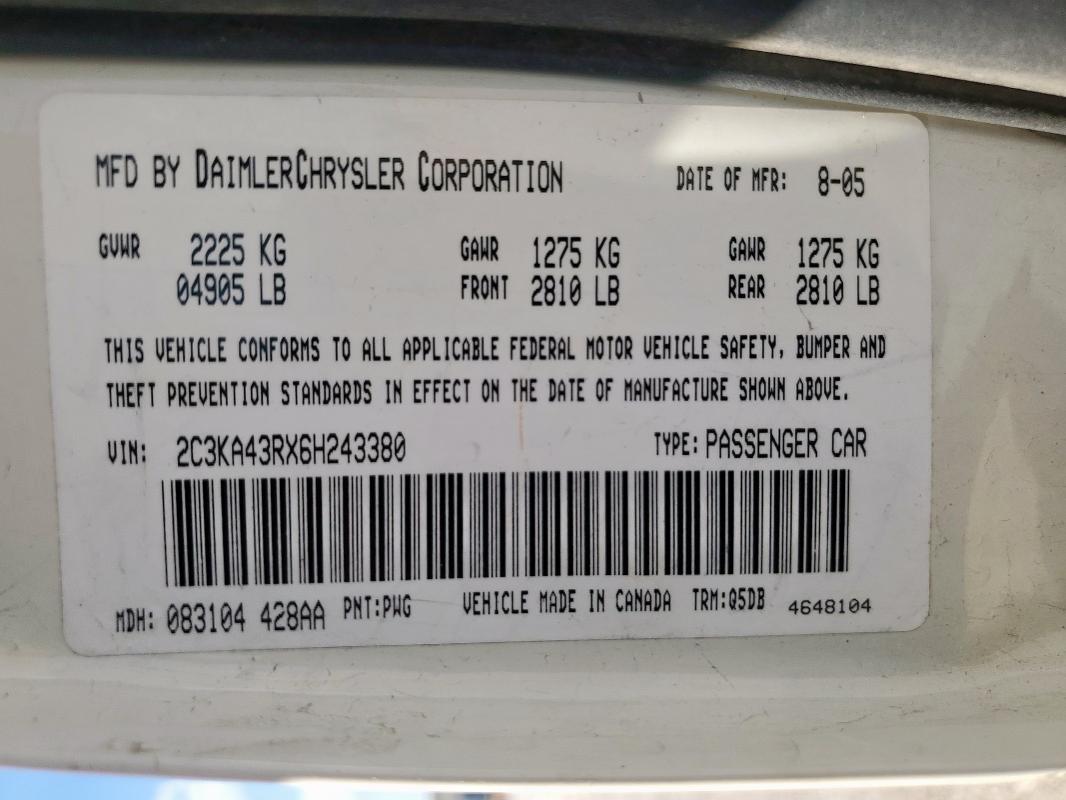 MFD BY DAIMLERCHRYSLER CORPORATION DATE OF MFR: 8-05
GVWR 2225 KG GAWR 1275 KG GAWR 1275 KG
04905 LB FRONT 2810 LB REAR 2810 LB
THIS VEHICLE CONFORMS TO ALL APPLICABLE FEDERAL MOTOR VEHICLE SAFETY, BUMPER AND
THEFT PREVENTION STANDARDS IN EFFECT ON THE DATE OF MANUFACTURE SHOWN ABOVE.
VIN: 2C3KA43RX6H243380 TYPE: PASSENGER CAR
MDH: 083104 428AA PNT:PWG VEHICLE MADE IN CANADA TRM:Q5DB 4648104